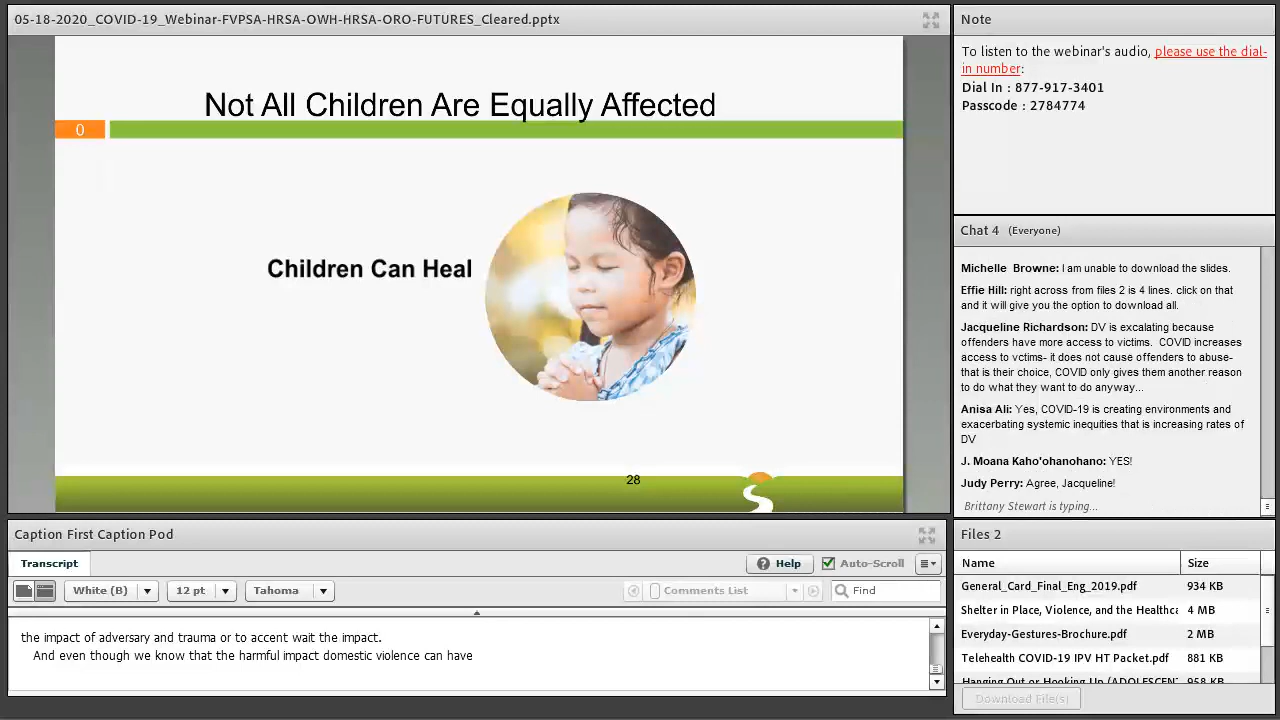 05-18-2020_COVID-19_Webinar-FVPSA-HRSA-OWH-HRSA-ORO-FUTURES_Cleared.pptx
Not All Children Are Equally Affected
0
Children Can Heal
28
Caption First Caption Pod
Transcript
Help
Auto-Scroll
White (B)
12 pt
Tahoma
Comments List
Find
the impact of adversary and trauma or to accent wait the impact.
And even though we know that the harmful impact domestic violence can have
Note
To listen to the webinar's audio, please use the dial-
in number:
Dial In : 877-917-3401
Passcode : 2784774
Chat 4 (Everyone)
Michelle Browne: I am unable to download the slides.
Effie Hill: right across from files 2 is 4 lines. click on that
and it will give you the option to download all.
Jacqueline Richardson: DV is excalating because
offenders have more access to victims. COVID increases
access to vctims- it does not cause offenders to abuse-
that is their choice, COVID only gives them another reason
to do what they want to do anyway...
Anisa Ali: Yes, COVID-19 is creating environments and
exacerbating systemic inequities that is increasing rates of
DV
J. Moana Kaho'ohanohano: YES!
Judy Perry: Agree, Jacqueline!
Brittany Stewart is typing...
Files 2
Name Size
General_Card_Final_Eng_2019.pdf 934 KB
Shelter in Place, Violence, and the Healthca 4 MB
Everyday-Gestures-Brochure.pdf 2 MB
Telehealth COVID-19 IPV HT Packet.pdf 881 KB
Hanging Out or Hooking Up (ADOLESCENT 958 KB
Download File(s)